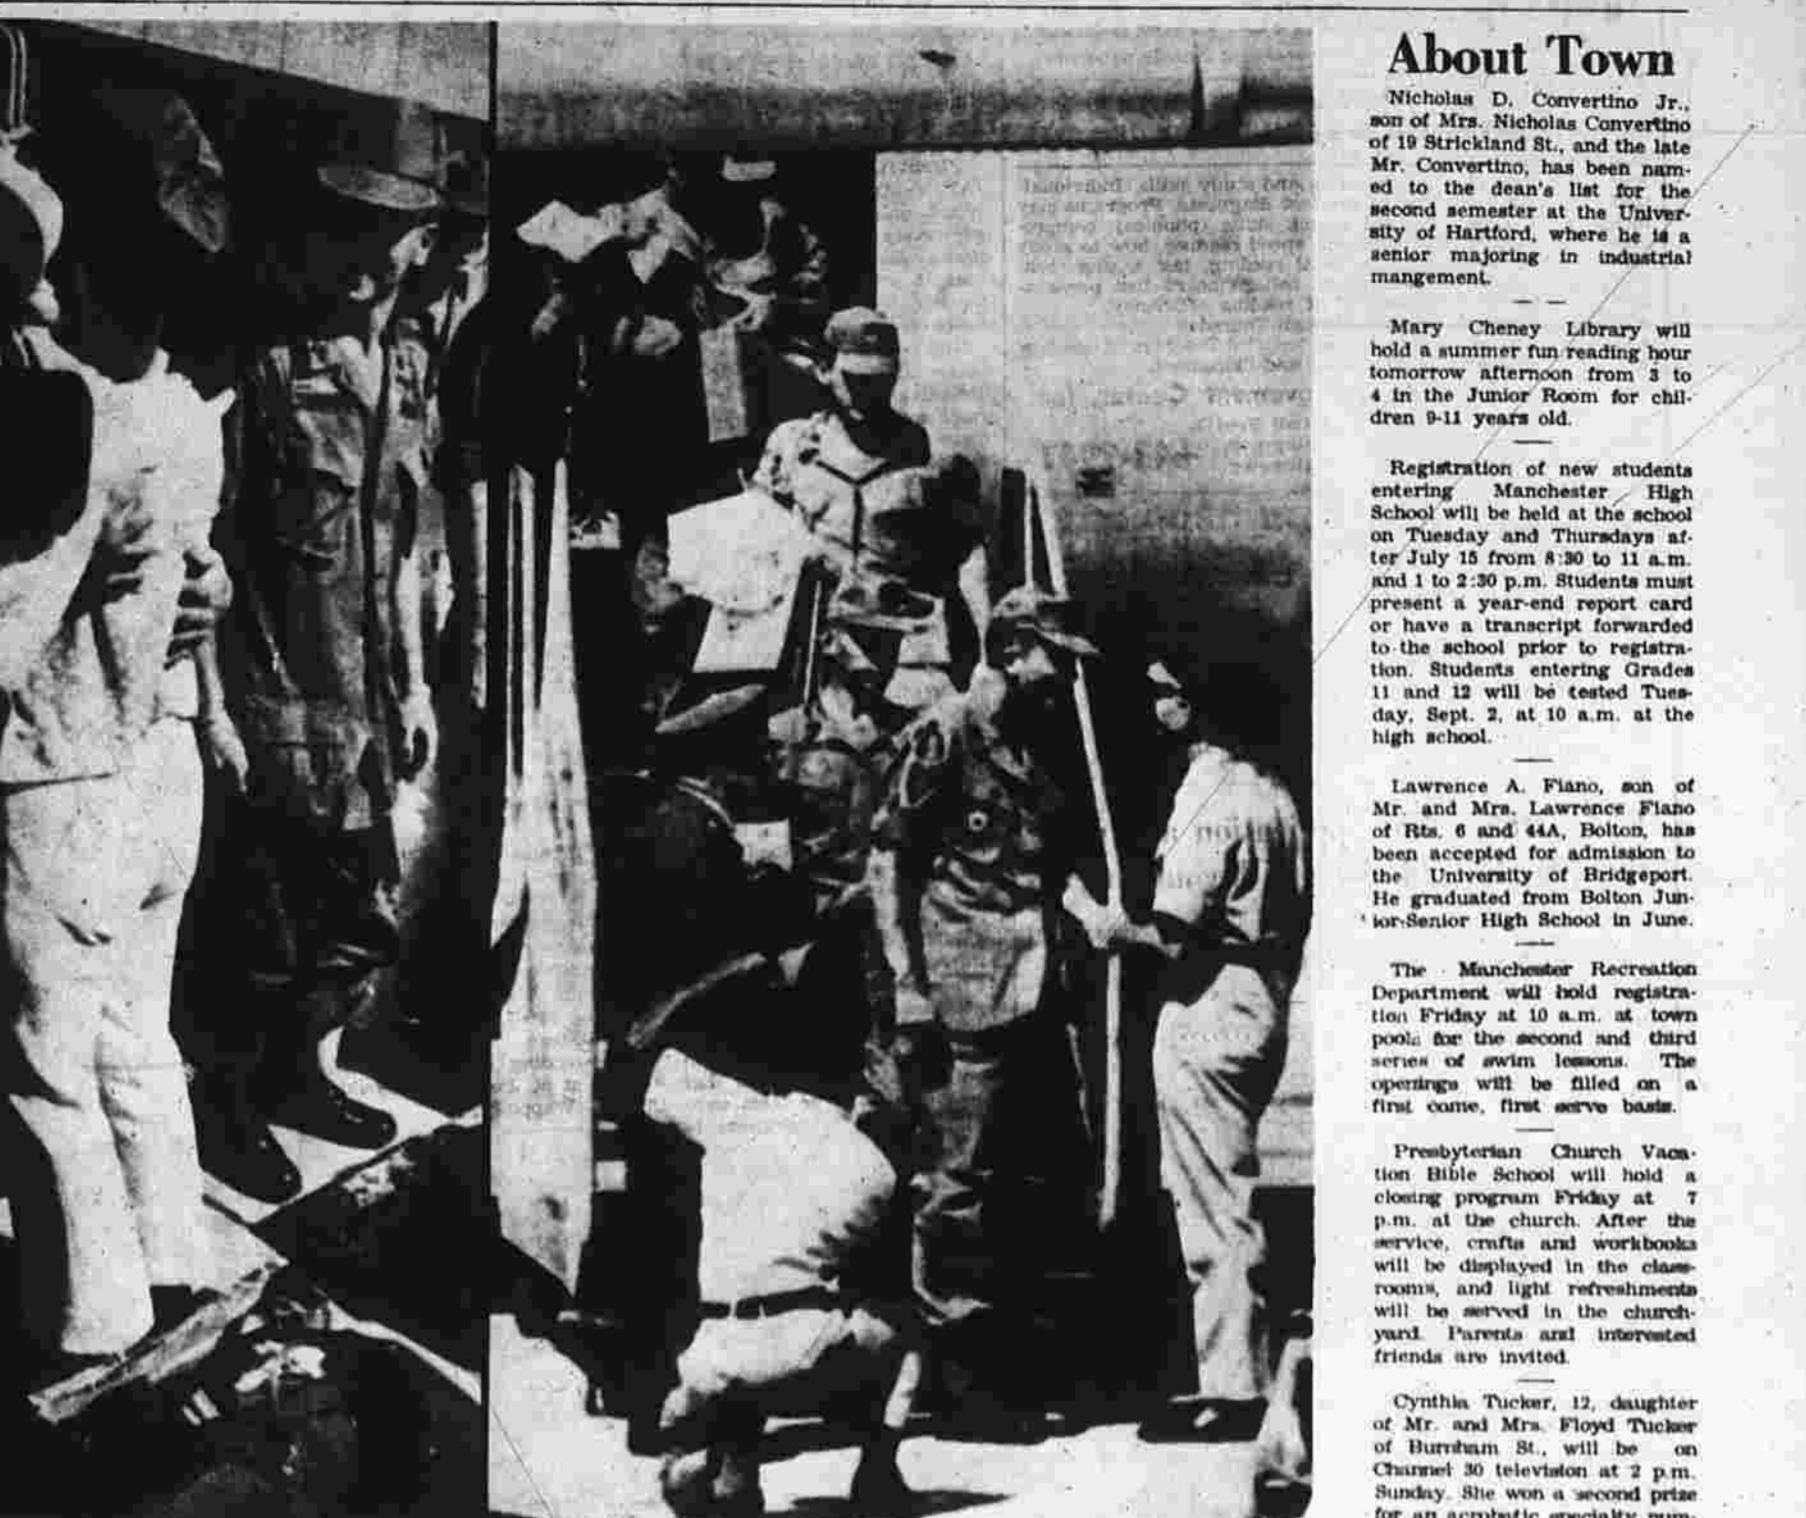 About Town
Nicholas D. Convertino Jr.,
son of Mrs. Nicholas Convertino
of 19 Strickland St., and the late
Mr. Convertino, has been nam-
ed to the dean's list for the
second semester at the Univer-
sity of Hartford, where he is a
senior majoring in industrial
mangement.
Mary Cheney Library will
hold a summer fun reading hour
tomorrow afternoon from 3 to
4 in the Junior Room for chil-
dren 9-11 years old.
Registration of new students
entering Manchester High
School will be held at the school
on Tuesday and Thursdays af-
ter July 15 from 8:30 to 11 a.m.
and 1 to 2:30 p.m. Students must
present a year-end report card
or have a transcript forwarded
to the school prior to registra-
tion. Students entering Grades
11 and 12 will be tested Tues-
day, Sept. 2, at 10 a.m. at the
high school.
Lawrence A. Fiano, son of
Mr. and Mrs. Lawrence Fiano
of Rts. 6 and 44A, Bolton, has
been accepted for admission to
the University of Bridgeport.
He graduated from Bolton Jun-
ior-Senior High School in June.
The Manchester Recreation
Department will hold registra-
tion Friday at 10 a.m. at town
pools for the second and third
series of swim lessons. The
openings will be filled on a
first come, first serve basis.
Presbyterian Church Vaca-
tion Bible School will hold a
closing program Friday at 7
p.m. at the church. After the
service, crafts and workbooks
will be displayed in the class-
rooms, and light refreshments
will be served in the church-
yard. Parents and interested
friends are invited.
Cynthia Tucker, 12, daughter
of Mr. and Mrs. Floyd Tucker
of Burnham St., will be on
Channel 30 television at 2 p.m.
Sunday. She won a second prize
for an acrobatic specialty num-